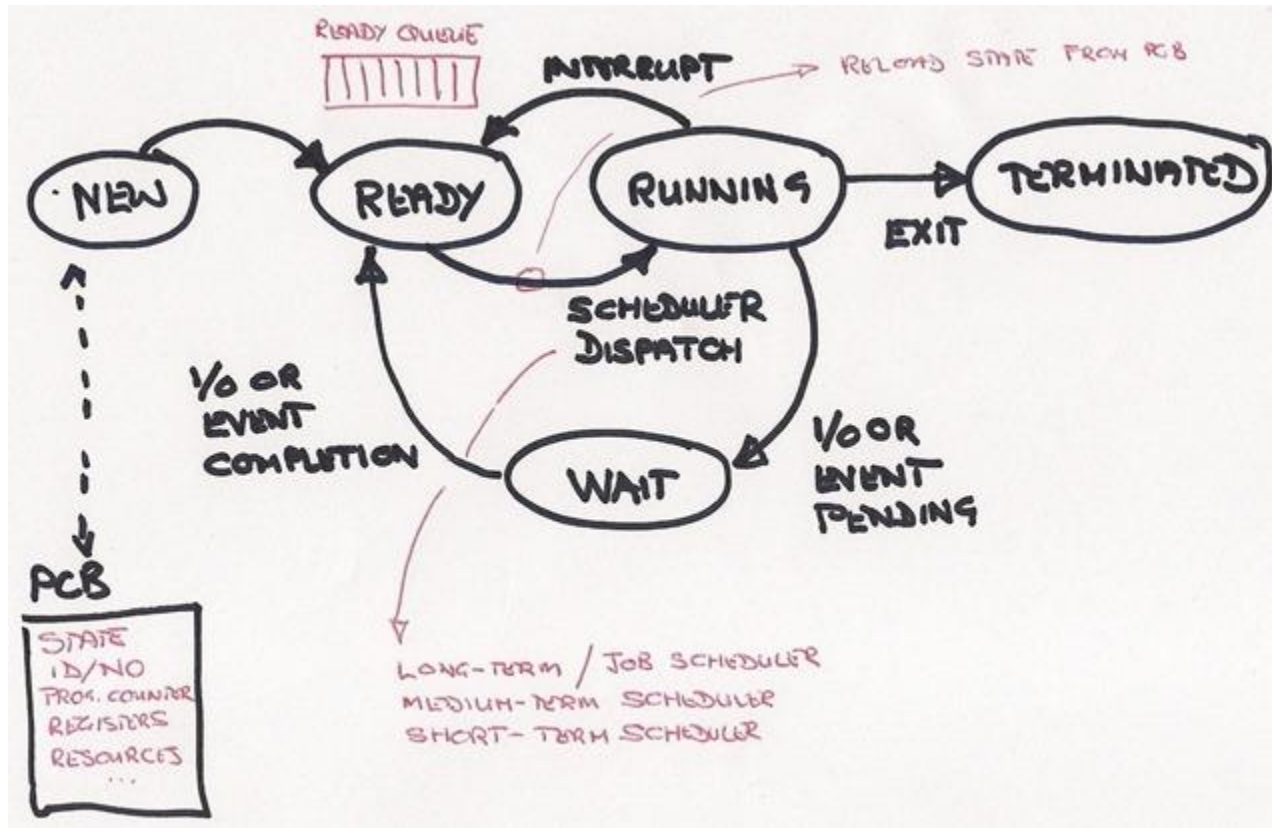 READY QUEUE
INTERRUPT
RELOAD STATE FROM PCB
NEW
READY
RUNNING
TERMINATED
EXIT
SCHEDULER
DISPATCH
I/O OR
EVENT
COMPLETION
WAIT
I/O OR
EVENT
PENDING
PCB
STATE
ID/NO
PROG. COUNTER
REGISTERS
RESOURCES
...
LONG-TERM / JOB SCHEDULER
MEDIUM-TERM SCHEDULER
SHORT-TERM SCHEDULER